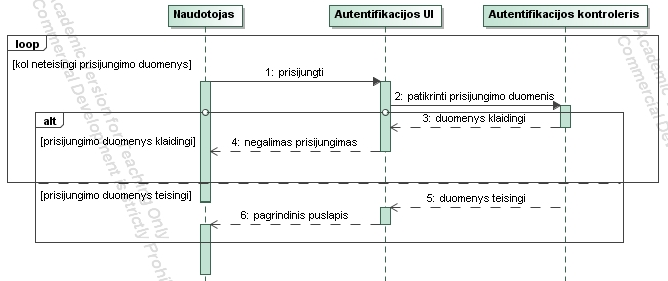 Naudotojas
Autentifikacijos UI
Autentifikacijos kontroleris
loop
[kol neteisingi prisijungimo duomenys]
1: prisijungti
2: patikrinti prisijungimo duomenis
alt
3: duomenys klaidingi
[prisijungimo duomenys klaidingi]
4: negalimas prisijungimas
[prisijungimo duomenys teisingi]
5: duomenys teisingi
6: pagrindinis puslapis
Academic version for Teaching Only
Commercial Development is strictly Prohi
Academic
Commercial De